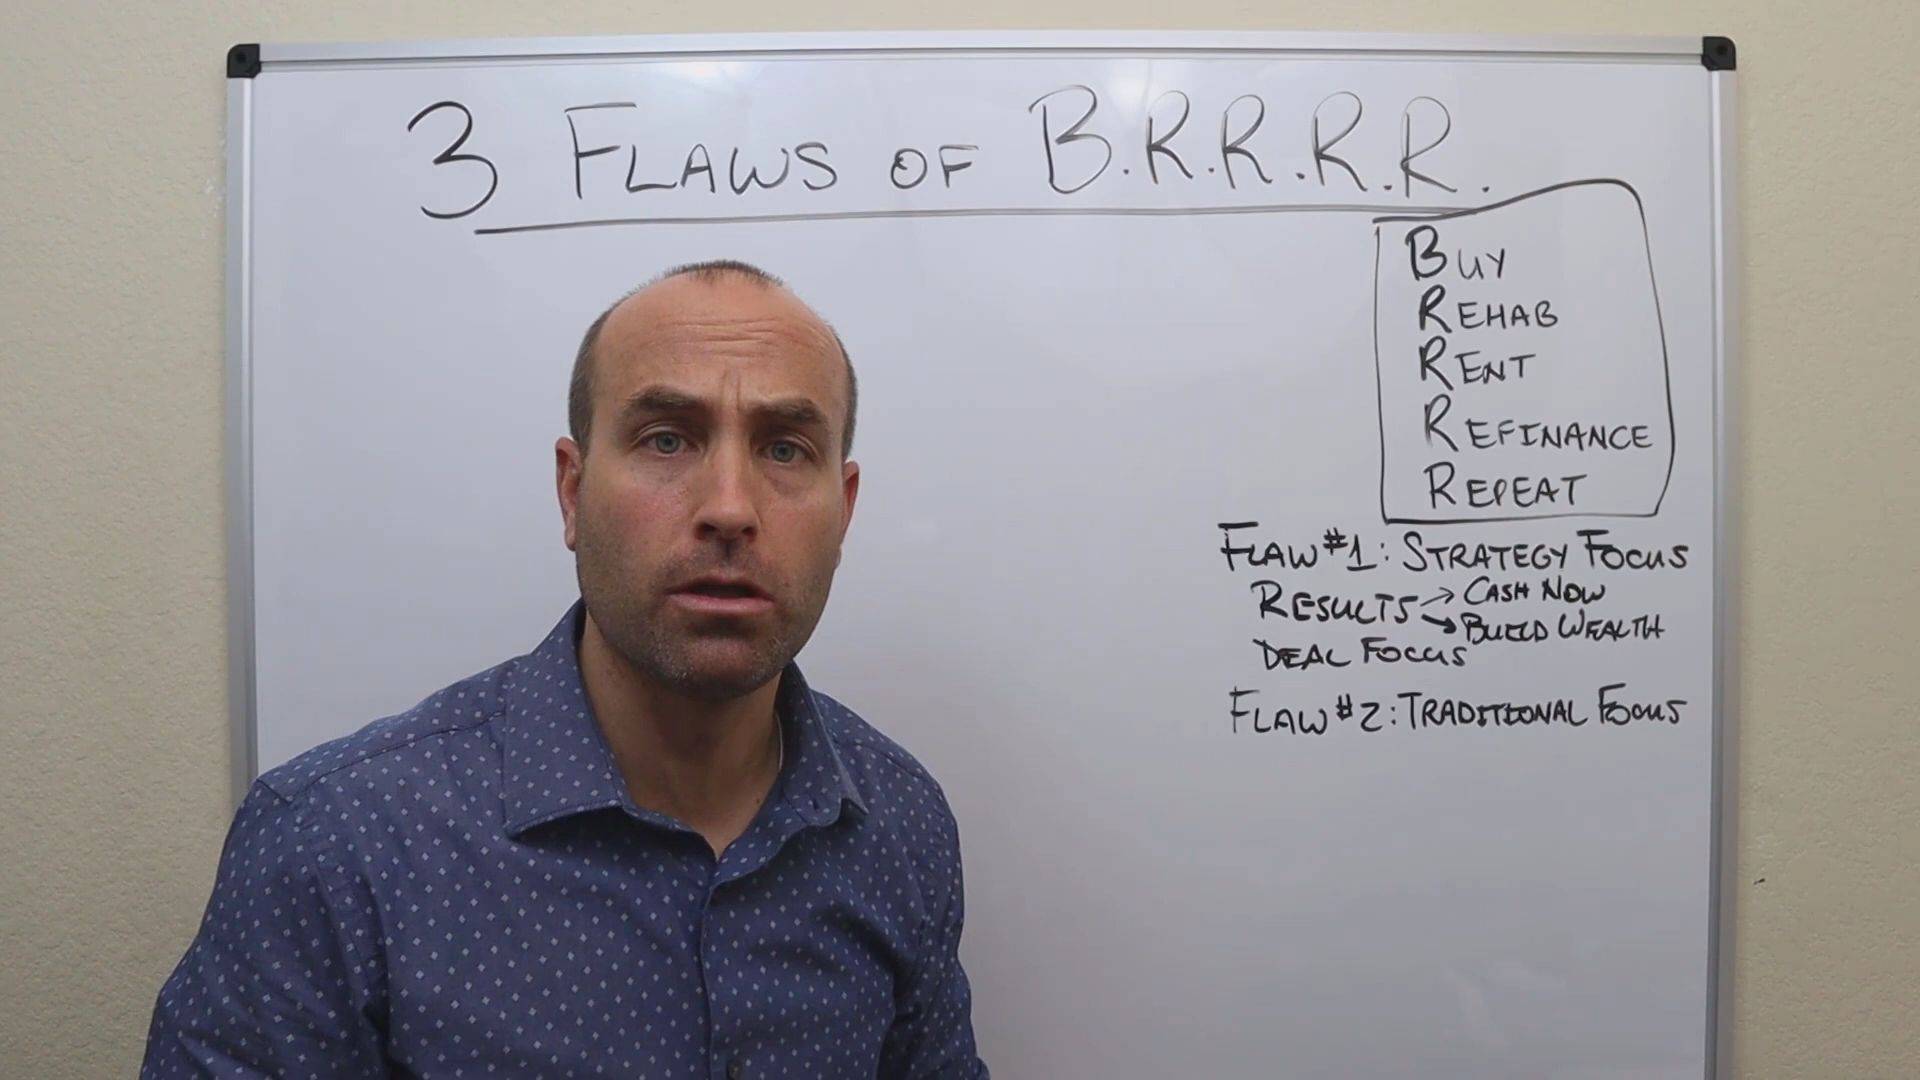 3 FLAWS OF B.R.R.R.R.
BUY
REHAB
RENT
REFINANCE
REPEAT
FLAW #1: STRATEGY FOCUS
RESULTS → CASH NOW
→ BUILD WEALTH
DEAL FOCUS
FLAW #2: TRADITIONAL FOCUS